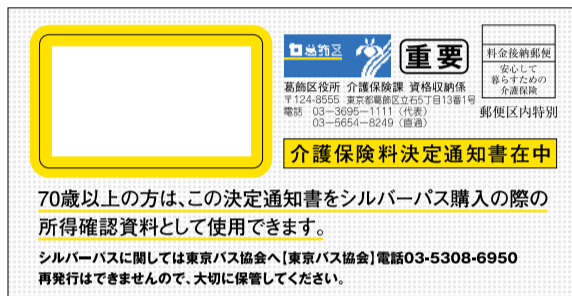 葛飾区
重要
料金後納郵便
安心して
暮らすための
介護保険
郵便区内特別
葛飾区役所 介護保険課 資格収納係
〒124-8555 東京都葛飾区立石5丁目13番1号
電話 03－3695－1111（代表）
03－5654－8249（直通）
介護保険料決定通知書在中
70歳以上の方は、この決定通知書をシルバーパス購入の際の
所得確認資料として使用できます。
シルバーパスに関しては東京バス協会へ【東京バス協会】電話03-5308-6950
再発行はできませんので、大切に保管してください。